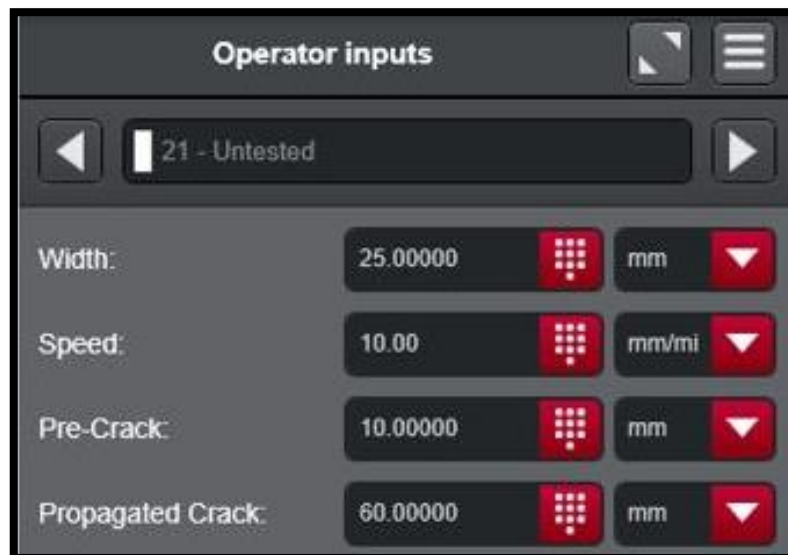 Operator inputs
21 - Untested
Width: 25.00000 mm
Speed: 10.00 mm/mi
Pre-Crack: 10.00000 mm
Propagated Crack: 60.00000 mm